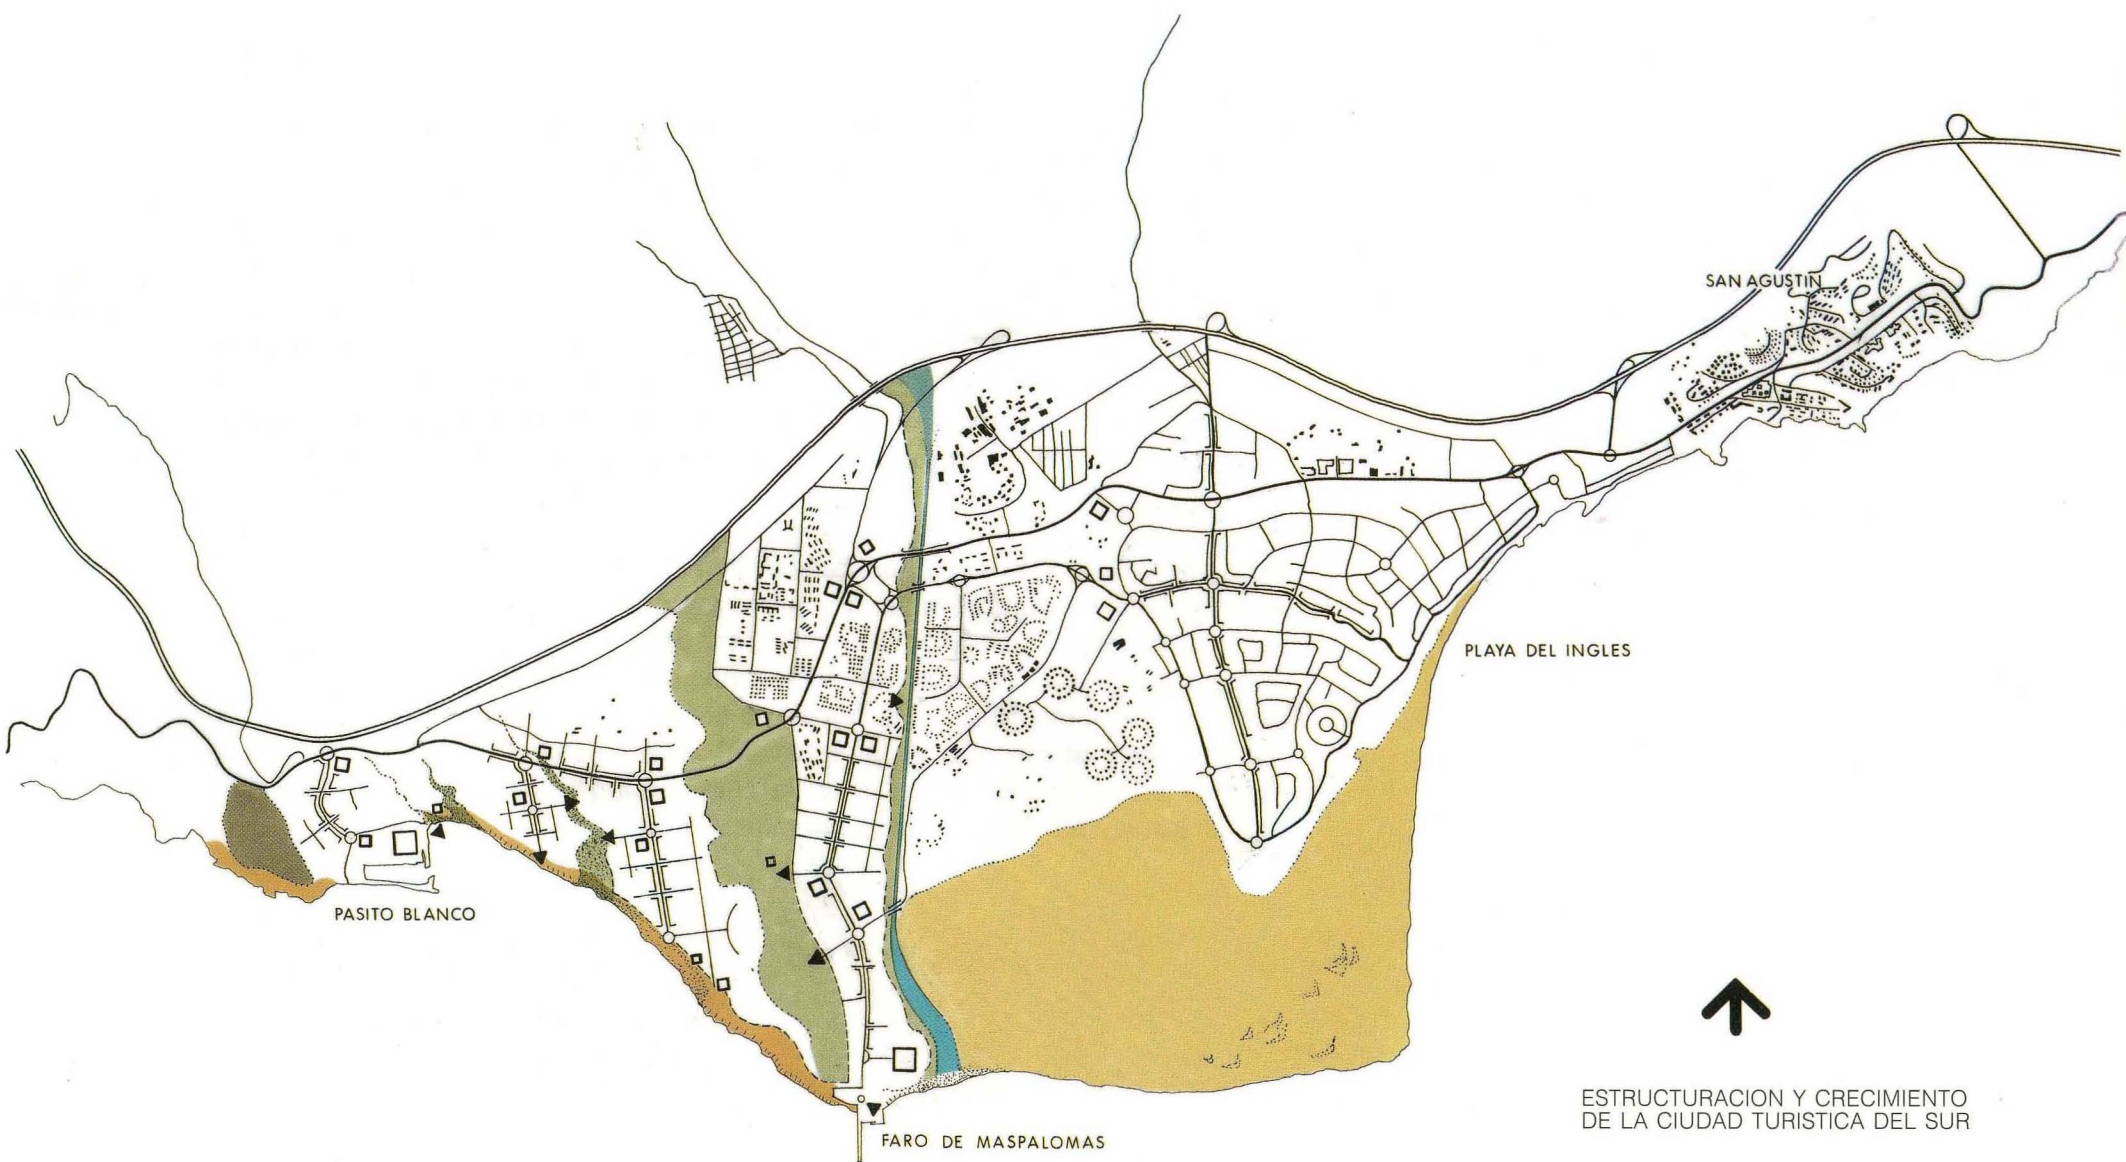 SAN AGUSTIN
PLAYA DEL INGLES
PASITO BLANCO
FARO DE MASPALOMAS
ESTRUCTURACION Y CRECIMIENTO
DE LA CIUDAD TURISTICA DEL SUR